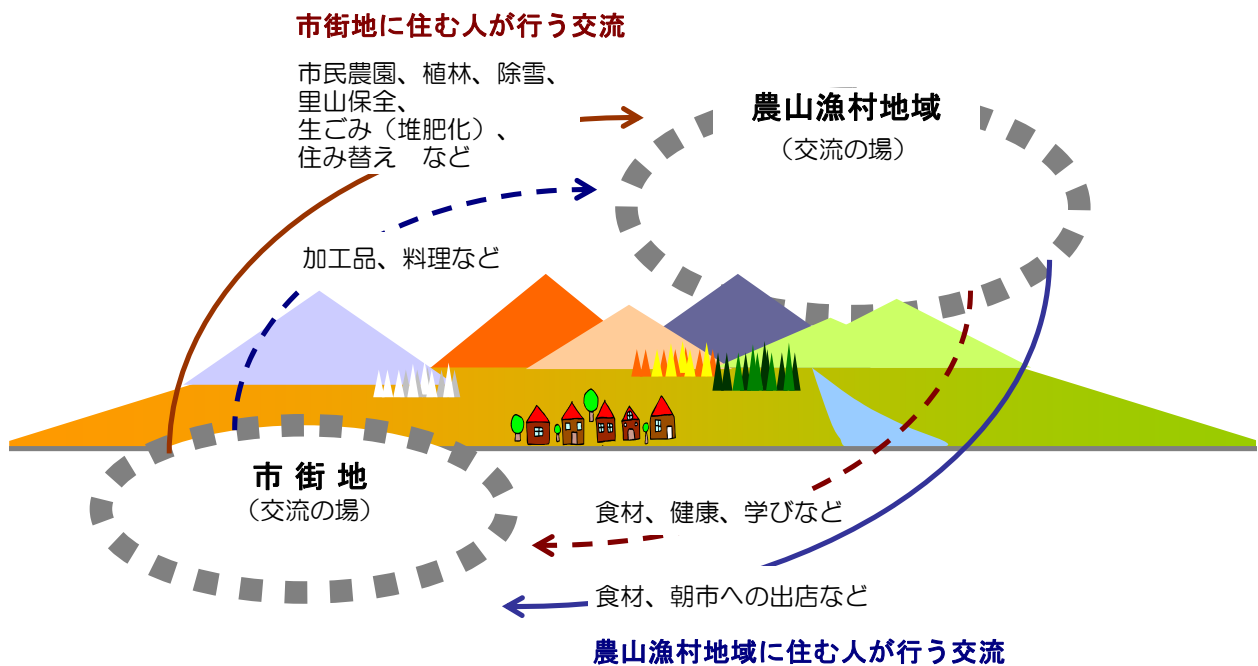 市街地に住む人が行う交流
市民農園、植林、除雪、
里山保全、
生ごみ（堆肥化）、
住み替え　など
農山漁村地域
（交流の場）
加工品、料理など
市 街 地
（交流の場）
食材、健康、学びなど
食材、朝市への出店など
農山漁村地域に住む人が行う交流